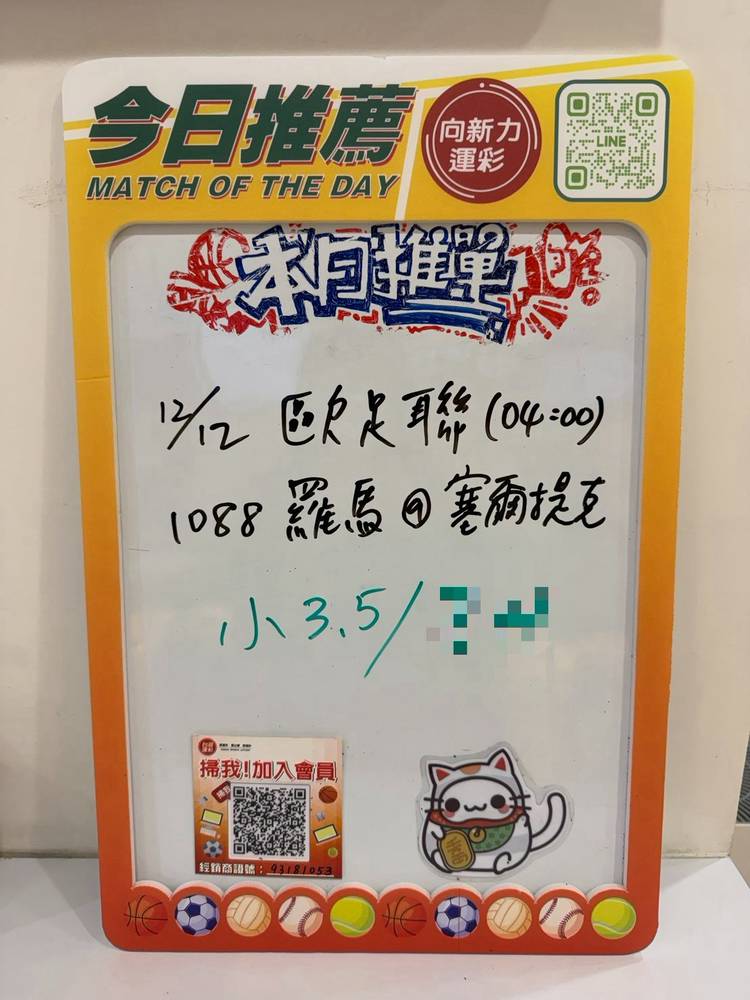 今日推薦
MATCH OF THE DAY
向新力
運彩
LINE
本月推單
12/12 歐足聯 (04:00)
1088 羅馬 @ 塞爾提克
小 3.5/
掃我!加入會員
經銷商證號: 93181053